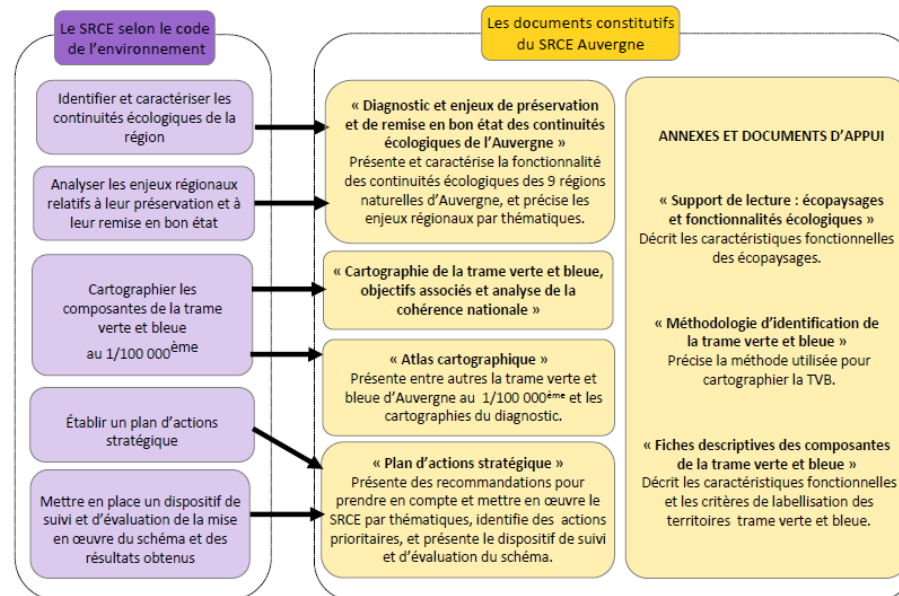 Le SRCE selon le code
de l'environnement
Identifier et caractériser les
continuités écologiques de la
région
Analyser les enjeux régionaux
relatifs à leur préservation et à
leur remise en bon état
Cartographier les
composantes de la trame
verte et bleue
au 1/100 000ème
Établir un plan d'actions
stratégique
Mettre en place un dispositif de
suivi et d'évaluation de la mise
en œuvre du schéma et des
résultats obtenus
Les documents constitutifs
du SRCE Auvergne
« Diagnostic et enjeux de préservation
et de remise en bon état des continuités
écologiques de l'Auvergne »
Présente et caractérise la fonctionnalité
des continuités écologiques des 9 régions
naturelles d'Auvergne, et précise les
enjeux régionaux par thématiques.
« Cartographie de la trame verte et bleue,
objectifs associés et analyse de la
cohérence nationale »
« Atlas cartographique »
Présente entre autres la trame verte et
bleue d'Auvergne au 1/100 000ème et les
cartographies du diagnostic.
« Plan d'actions stratégique »
Présente des recommandations pour
prendre en compte et mettre en œuvre le
SRCE par thématiques, identifie des actions
prioritaires, et présente le dispositif de suivi
et d'évaluation du schéma.
ANNEXES ET DOCUMENTS D'APPUI
« Support de lecture : écopaysages
et fonctionnalités écologiques »
Décrit les caractéristiques fonctionnelles
des écopaysages.
« Méthodologie d'identification de
la trame verte et bleue »
Précise la méthode utilisée pour
cartographier la TVB.
« Fiches descriptives des composantes
de la trame verte et bleue »
Décrit les caractéristiques fonctionnelles
et les critères de labellisation des
territoires trame verte et bleue.